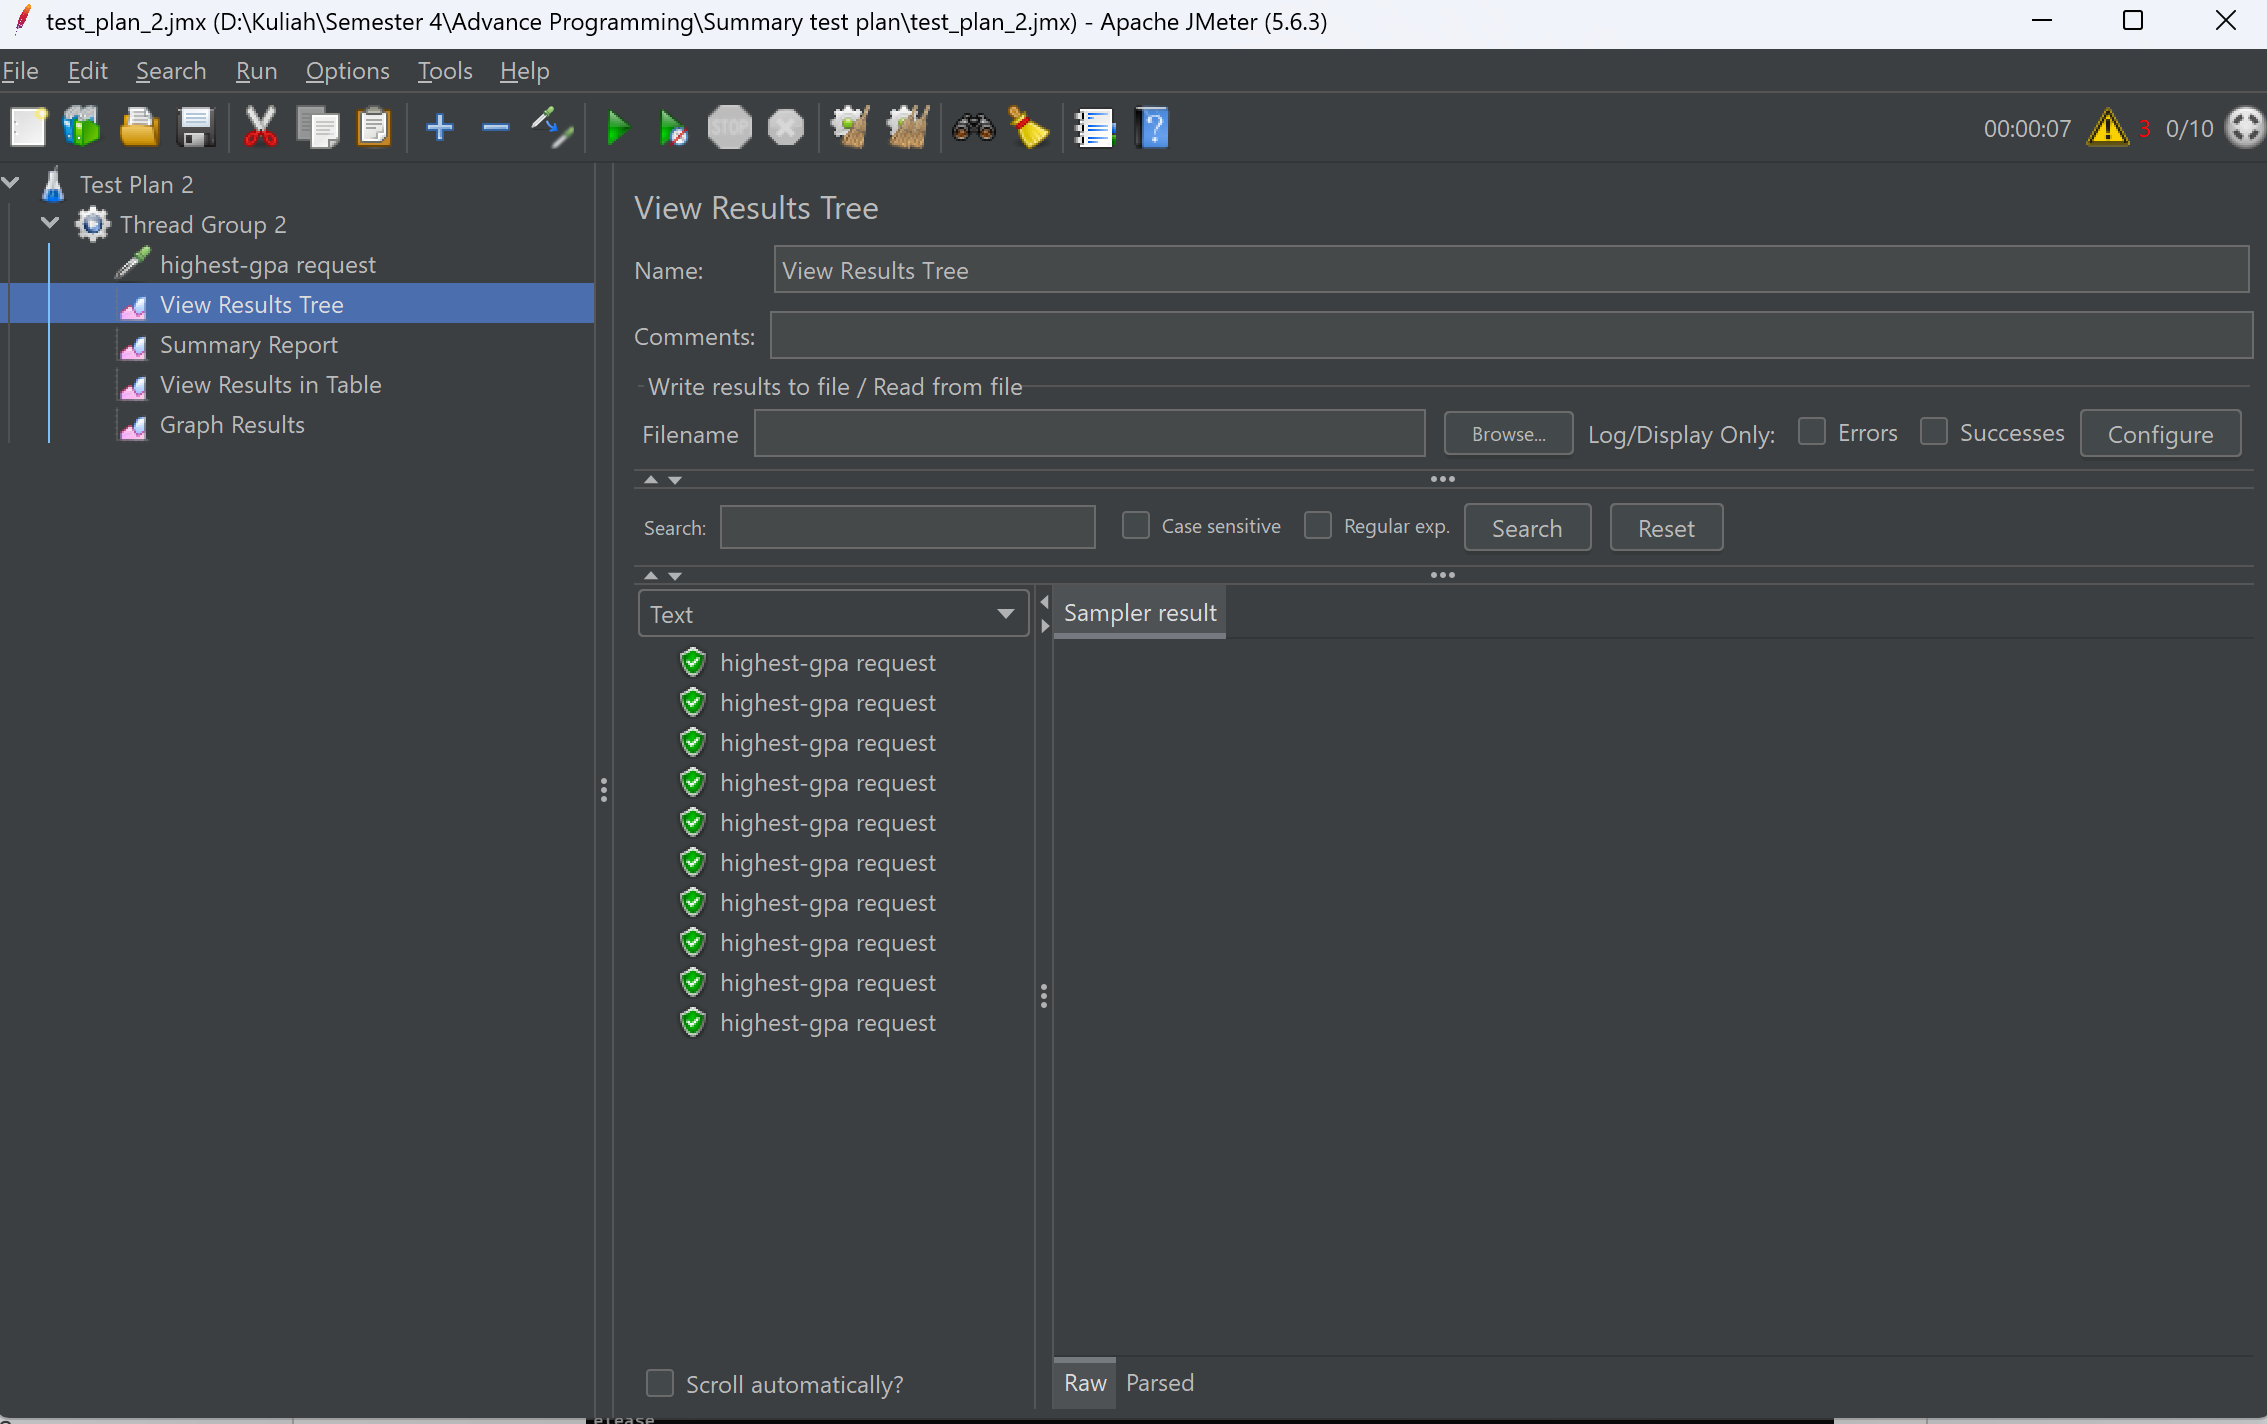 test_plan_2.jmx (D:\Kuliah\Semester 4\Advance Programming\Summary test plan\test_plan_2.jmx) - Apache JMeter (5.6.3)
File Edit Search Run Options Tools Help
STOP
00:00:07 3 0/10
Test Plan 2
Thread Group 2
highest-gpa request
View Results Tree
Summary Report
View Results in Table
Graph Results
View Results Tree
Name: View Results Tree
Comments:
Write results to file / Read from file
Filename Browse... Log/Display Only: Errors Successes Configure
Search: Case sensitive Regular exp. Search Reset
Text
Sampler result
highest-gpa request
highest-gpa request
highest-gpa request
highest-gpa request
highest-gpa request
highest-gpa request
highest-gpa request
highest-gpa request
highest-gpa request
highest-gpa request
Scroll automatically?
Raw Parsed